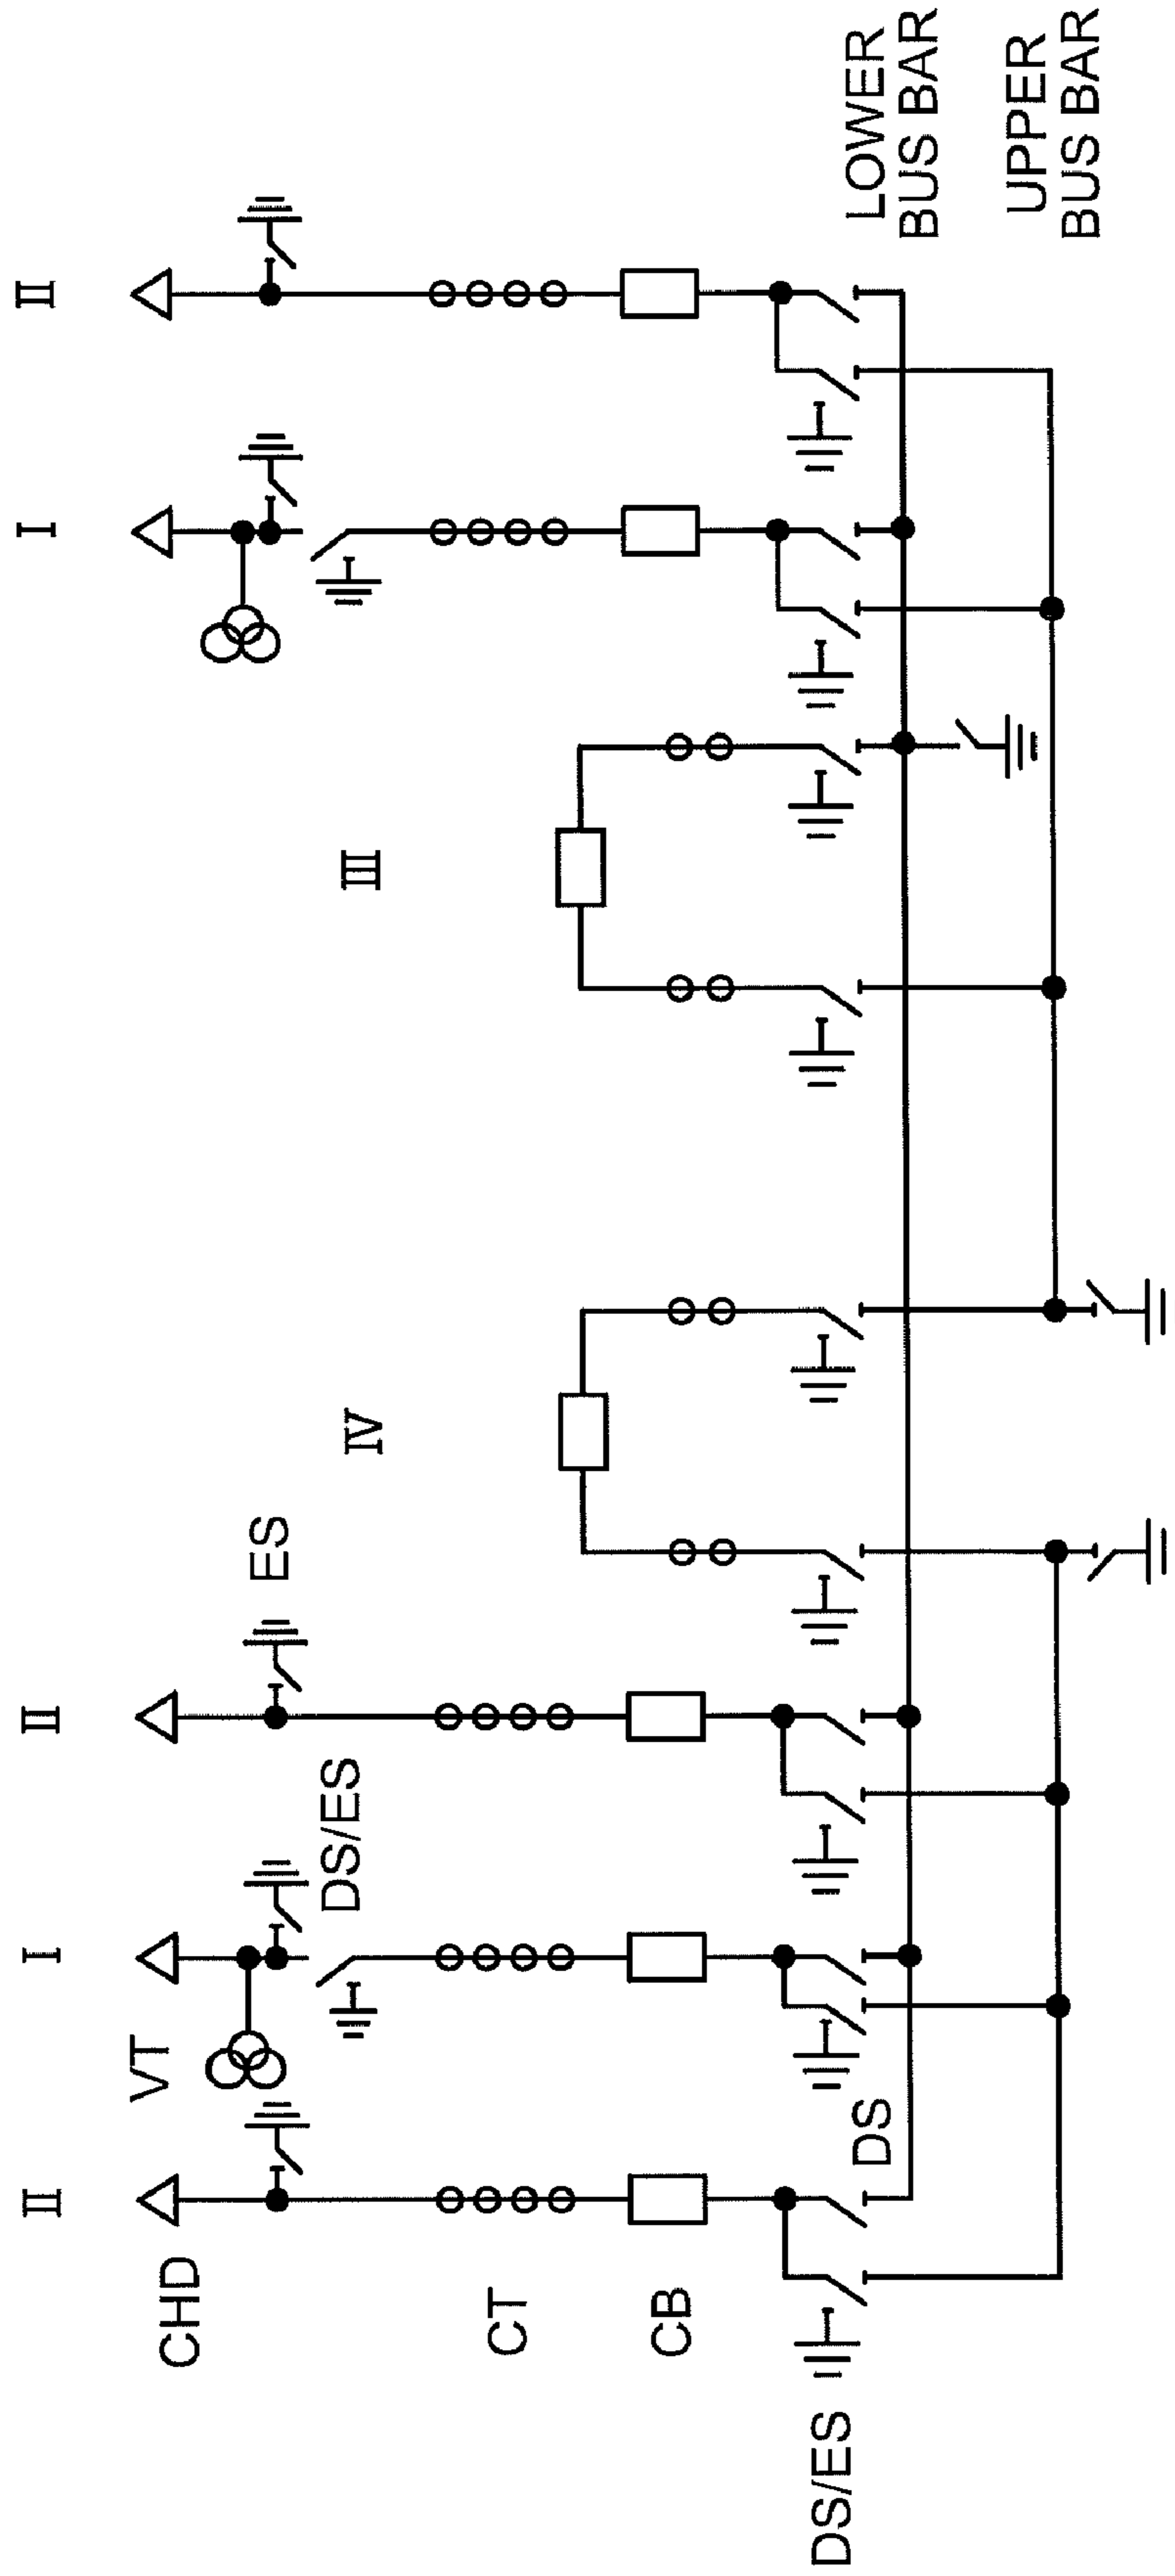 II
I
II
IV
III
I
II
VT
ES
CHD
DS/ES
CT
CB
DS
DS/ES
LOWER
BUS BAR
UPPER
BUS BAR